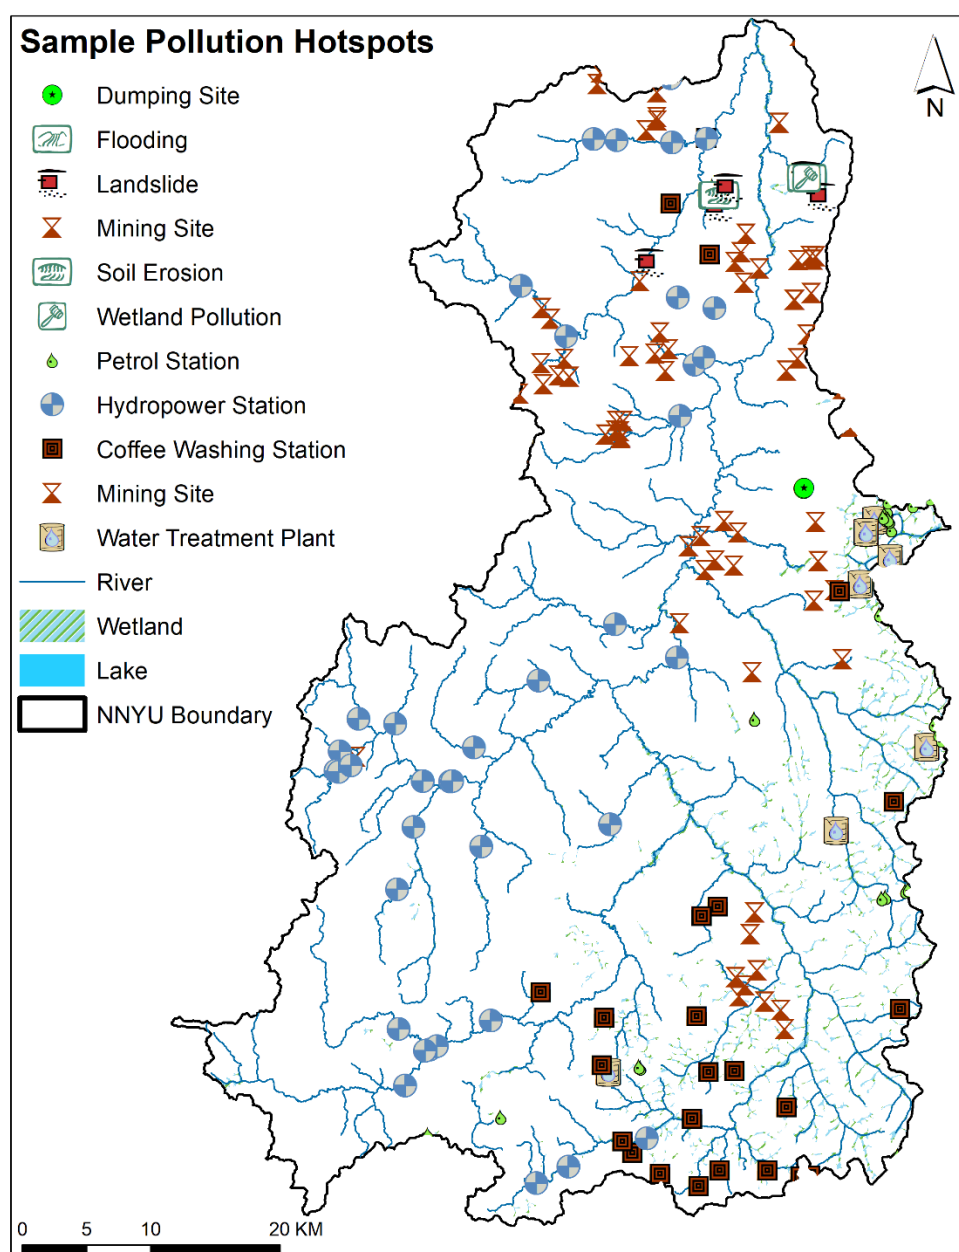 Sample Pollution Hotspots
Dumping Site
Flooding
Landslide
Mining Site
Soil Erosion
Wetland Pollution
Petrol Station
Hydropower Station
Coffee Washing Station
Mining Site
Water Treatment Plant
River
Wetland
Lake
NNYU Boundary
N
0 5 10 20 KM